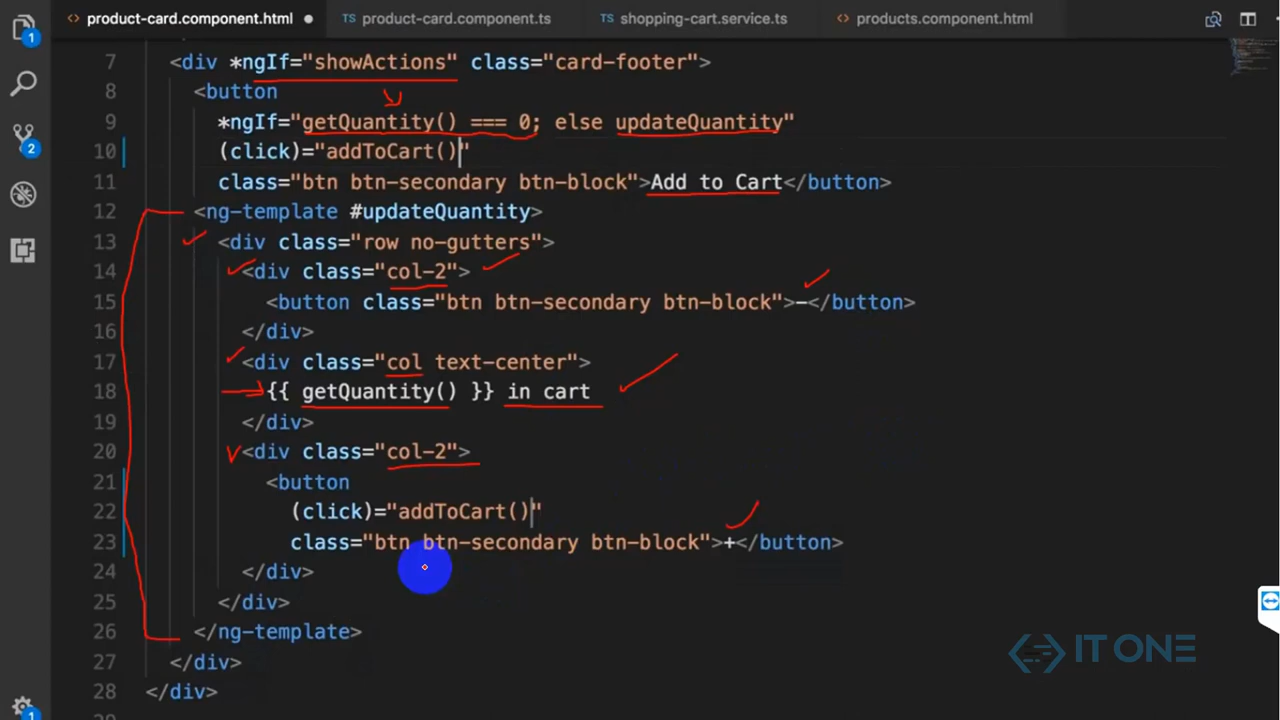 product-card.component.html
TS product-card.component.ts
TS shopping-cart.service.ts
<> products.component.html
1
2
1
7 <div *ngIf="showActions" class="card-footer">
8 <button
9 *ngIf="getQuantity() === 0; else updateQuantity"
10 (click)="addToCart()"
11 class="btn btn-secondary btn-block">Add to Cart</button>
12 <ng-template #updateQuantity>
13 <div class="row no-gutters">
14 <div class="col-2">
15 <button class="btn btn-secondary btn-block">-</button>
16 </div>
17 <div class="col text-center">
18 {{ getQuantity() }} in cart
19 </div>
20 <div class="col-2">
21 <button
22 (click)="addToCart()"
23 class="btn btn-secondary btn-block">+</button>
24 </div>
25 </div>
26 </ng-template>
27 </div>
28 </div>
IT ONE